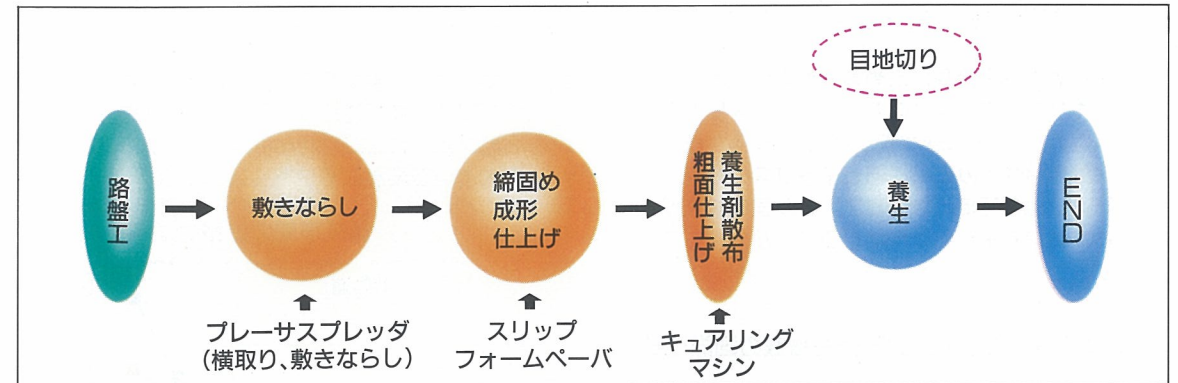 目地切り
路盤工
敷きならし
締固め
成形
仕上げ
養生剤散布
粗面仕上げ
養生
END
プレーサスプレッダ
(横取り、敷きならし)
スリップ
フォームペーバ
キュアリング
マシン